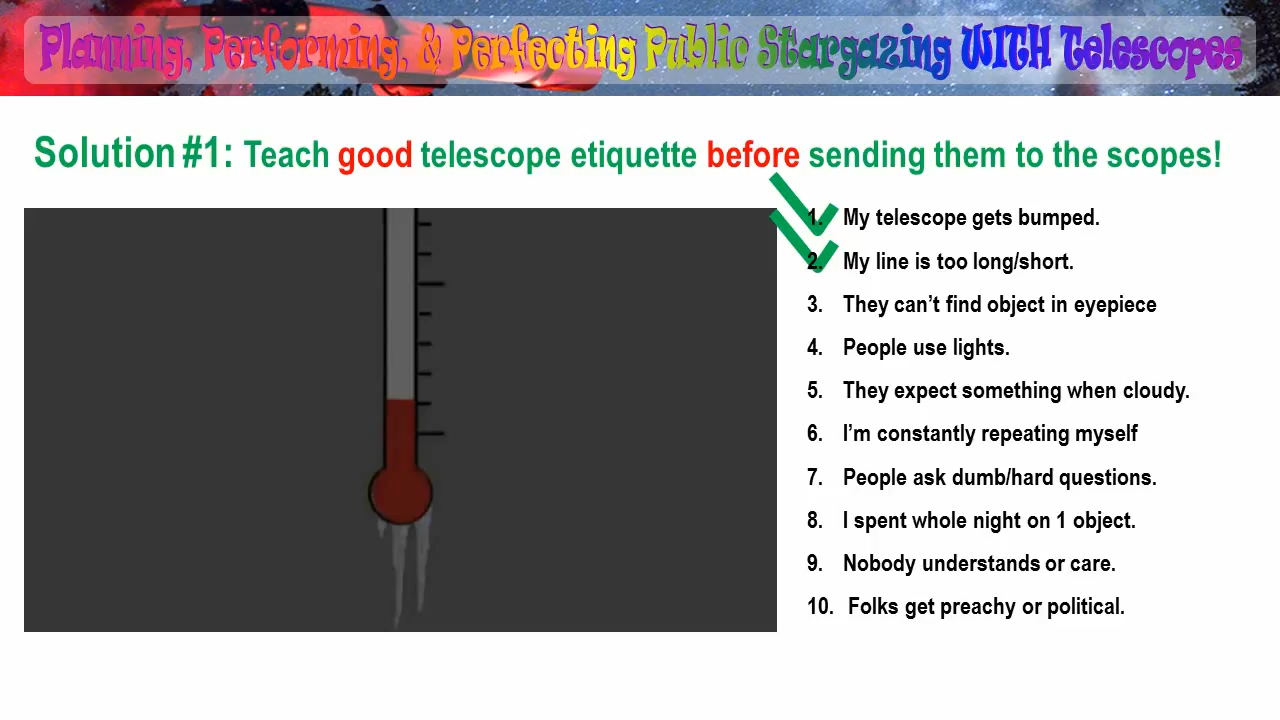 Planning, Performing, & Perfecting Public Stargazing WITH Telescopes
Solution #1: Teach good telescope etiquette before sending them to the scopes!
1. My telescope gets bumped.
2. My line is too long/short.
3. They can’t find object in eyepiece
4. People use lights.
5. They expect something when cloudy.
6. I’m constantly repeating myself
7. People ask dumb/hard questions.
8. I spent whole night on 1 object.
9. Nobody understands or care.
10. Folks get preachy or political.